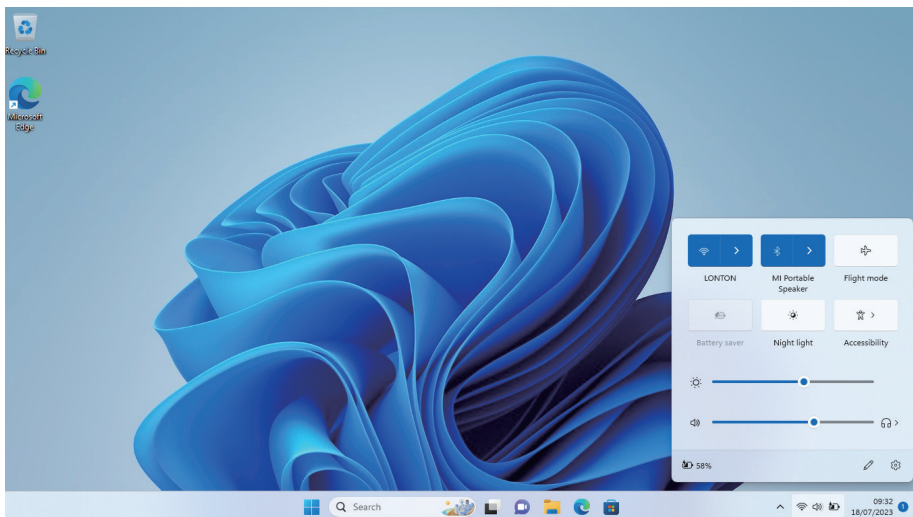 Recycle Bin
Microsoft
Edge
LONTON
MI Portable
Speaker
Flight mode
Battery saver
Night light
Accessibility
58%
Search
09:32
18/07/2023
1